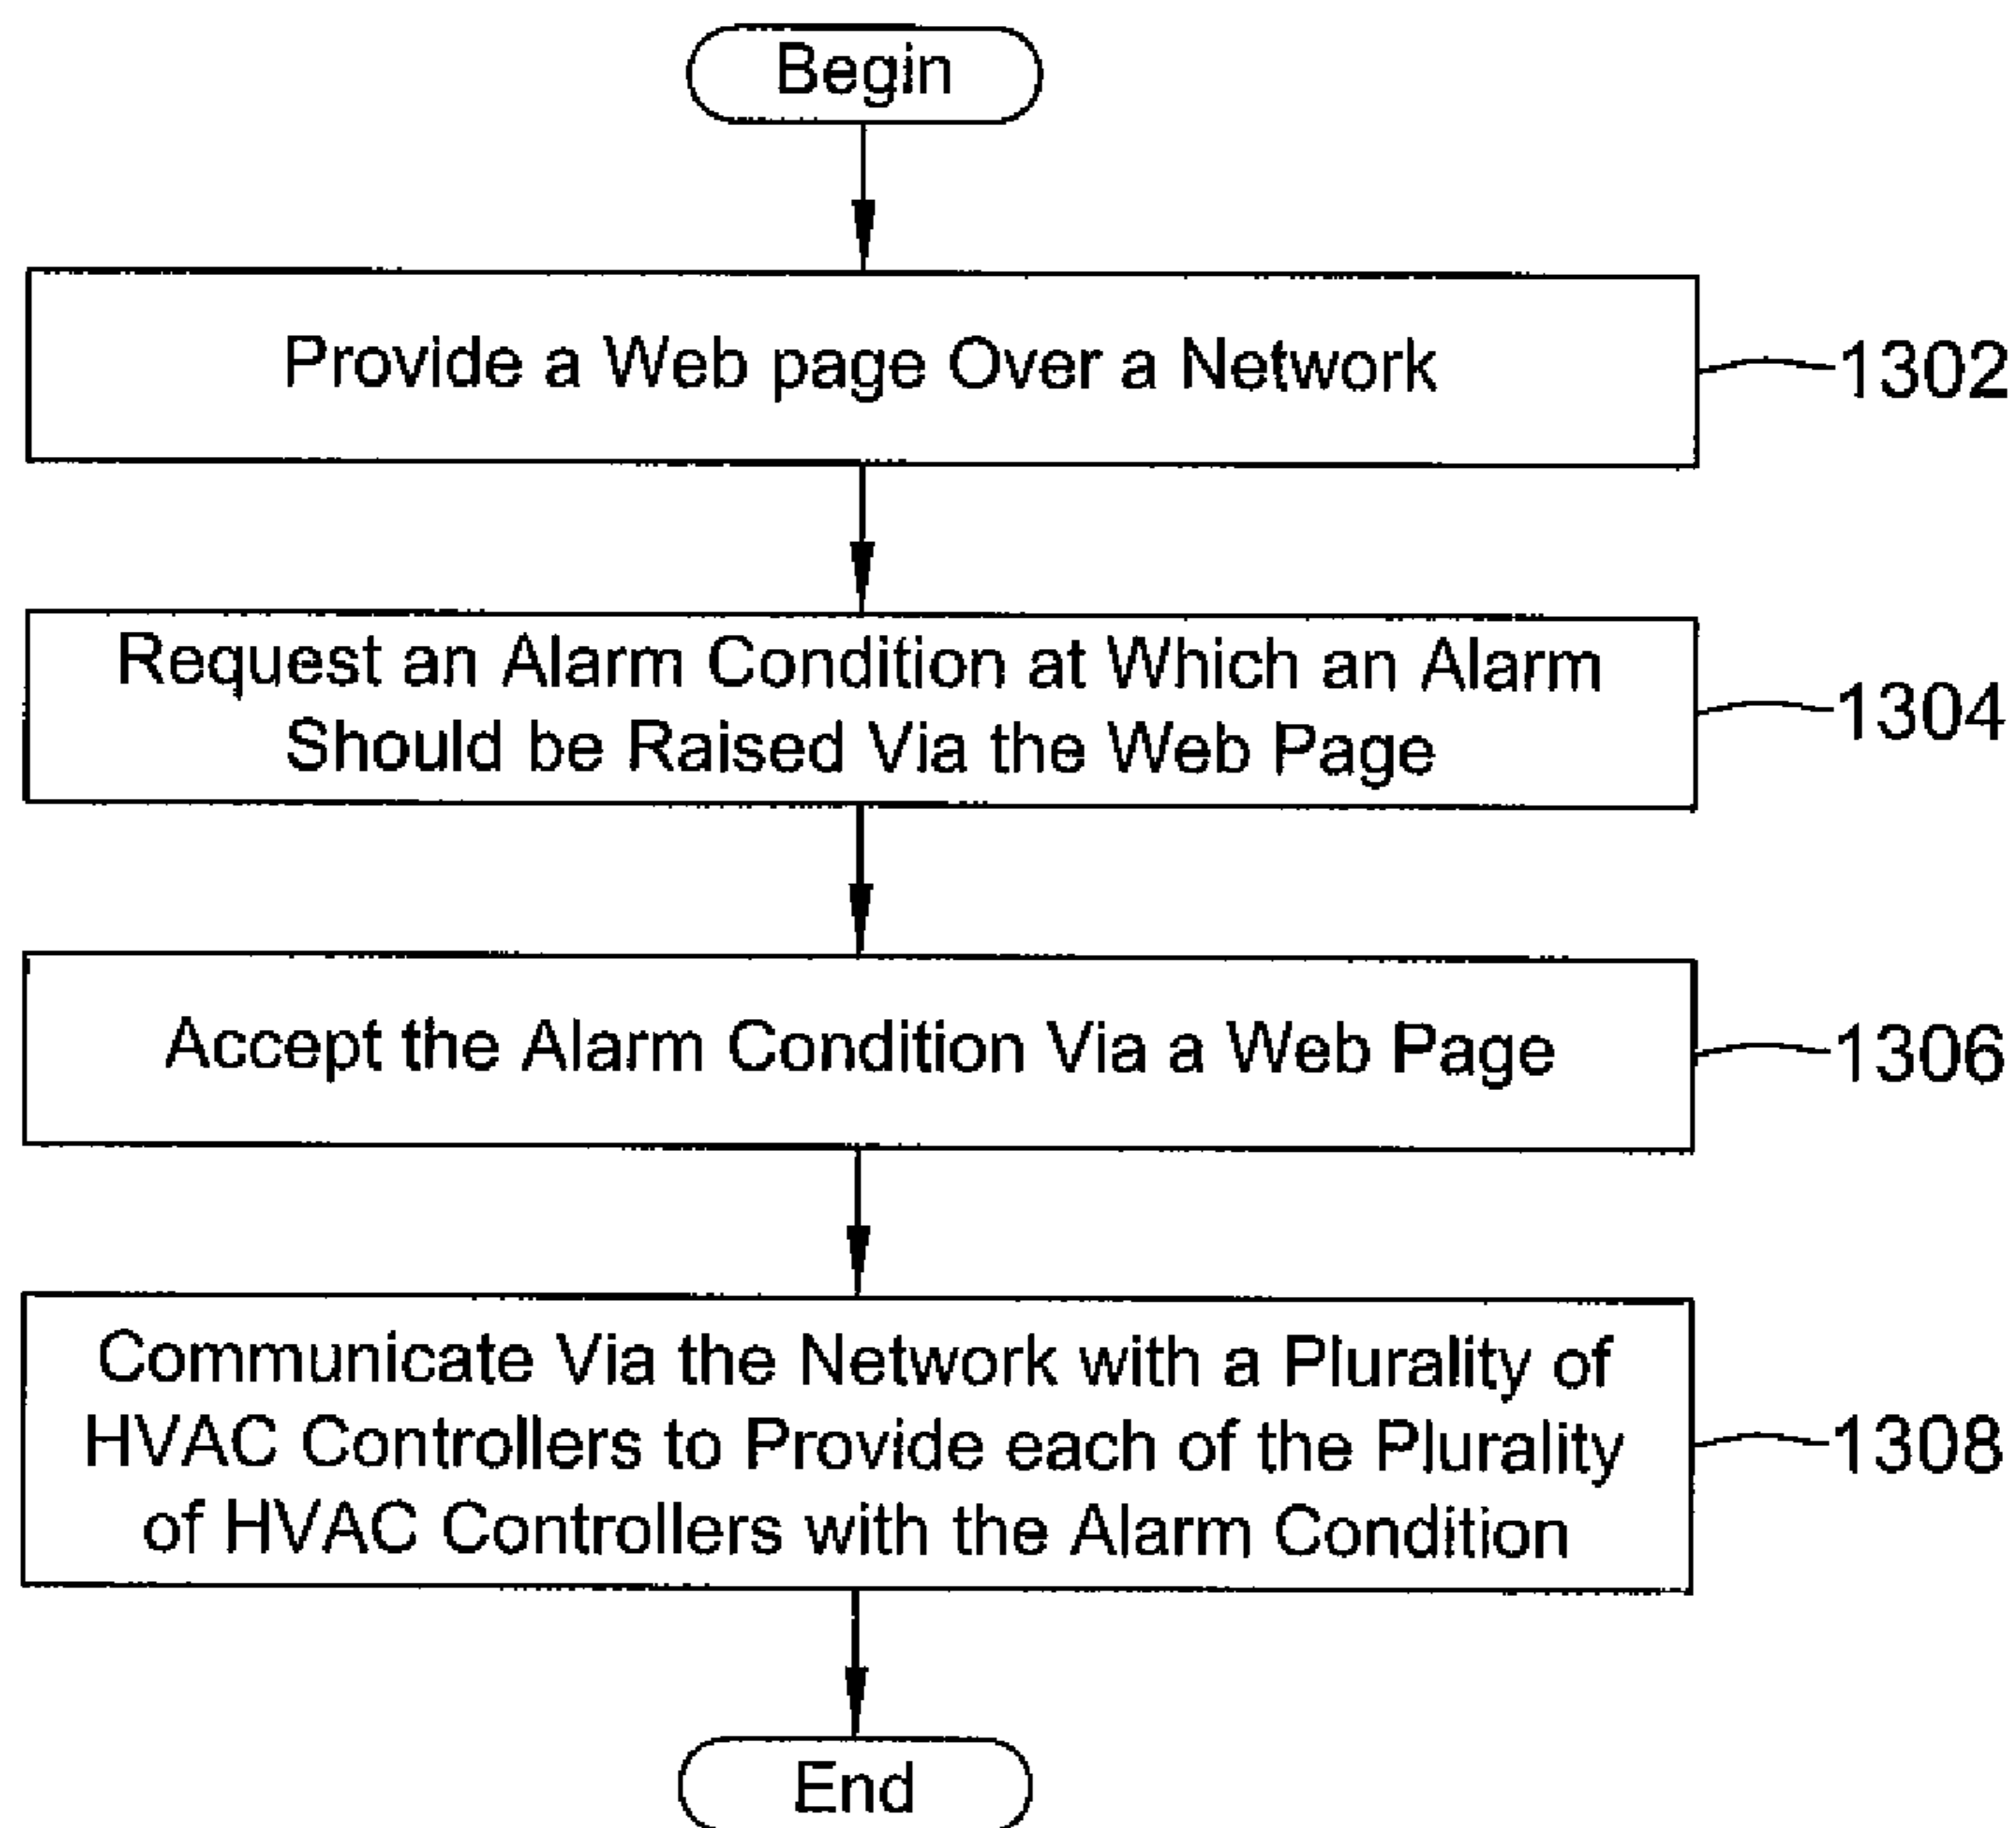 Begin
Provide a Web page Over a Network
1302
Request an Alarm Condition at Which an Alarm
Should be Raised Via the Web Page
1304
Accept the Alarm Condition Via a Web Page
1306
Communicate Via the Network with a Plurality of
HVAC Controllers to Provide each of the Plurality
of HVAC Controllers with the Alarm Condition
1308
End